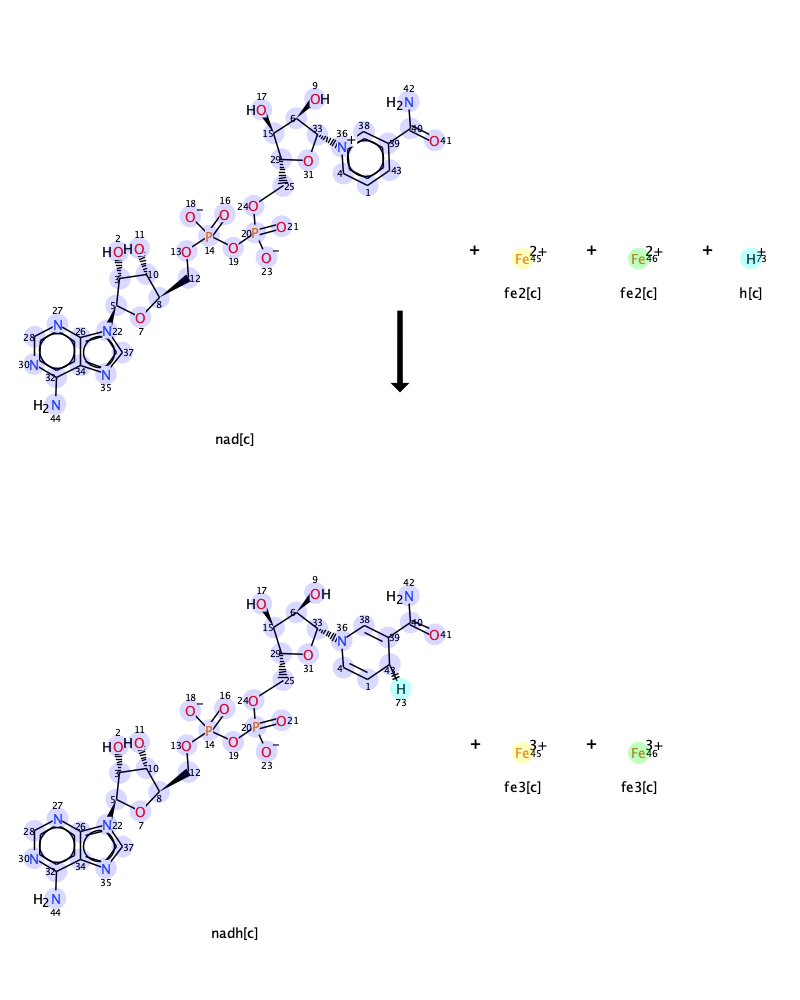 42
9
17
H2N
OH
HO
6
38
40
15
33
36
N +
O 41
39
29
O
31
4
43
1
25
16
18
24 O
O − O
P
20 P
O 21
14
O
19
O −
23
11
2
HO
HO
13 O
3
10
12
5
8
O
7
27
N
28
26
N 22
30 N
37
34
32
N
35
H2N
44
nad[c]
+
Fe 2+ 45
fe2[c]
+
Fe 2+ 46
fe2[c]
+
H + 73
h[c]
42
9
17
H2N
OH
HO
6
38
40
15
33
36
N
O 41
39
29
O
31
4
43
1
H
73
25
16
18
24 O
O − O
P
20 P
O 21
14
O
19
O −
23
11
2
HO
HO
13 O
3
10
12
5
8
O
7
27
N
28
26
N 22
30 N
37
34
32
N
35
H2N
44
nadh[c]
+
Fe 3+ 45
fe3[c]
+
Fe 3+ 46
fe3[c]